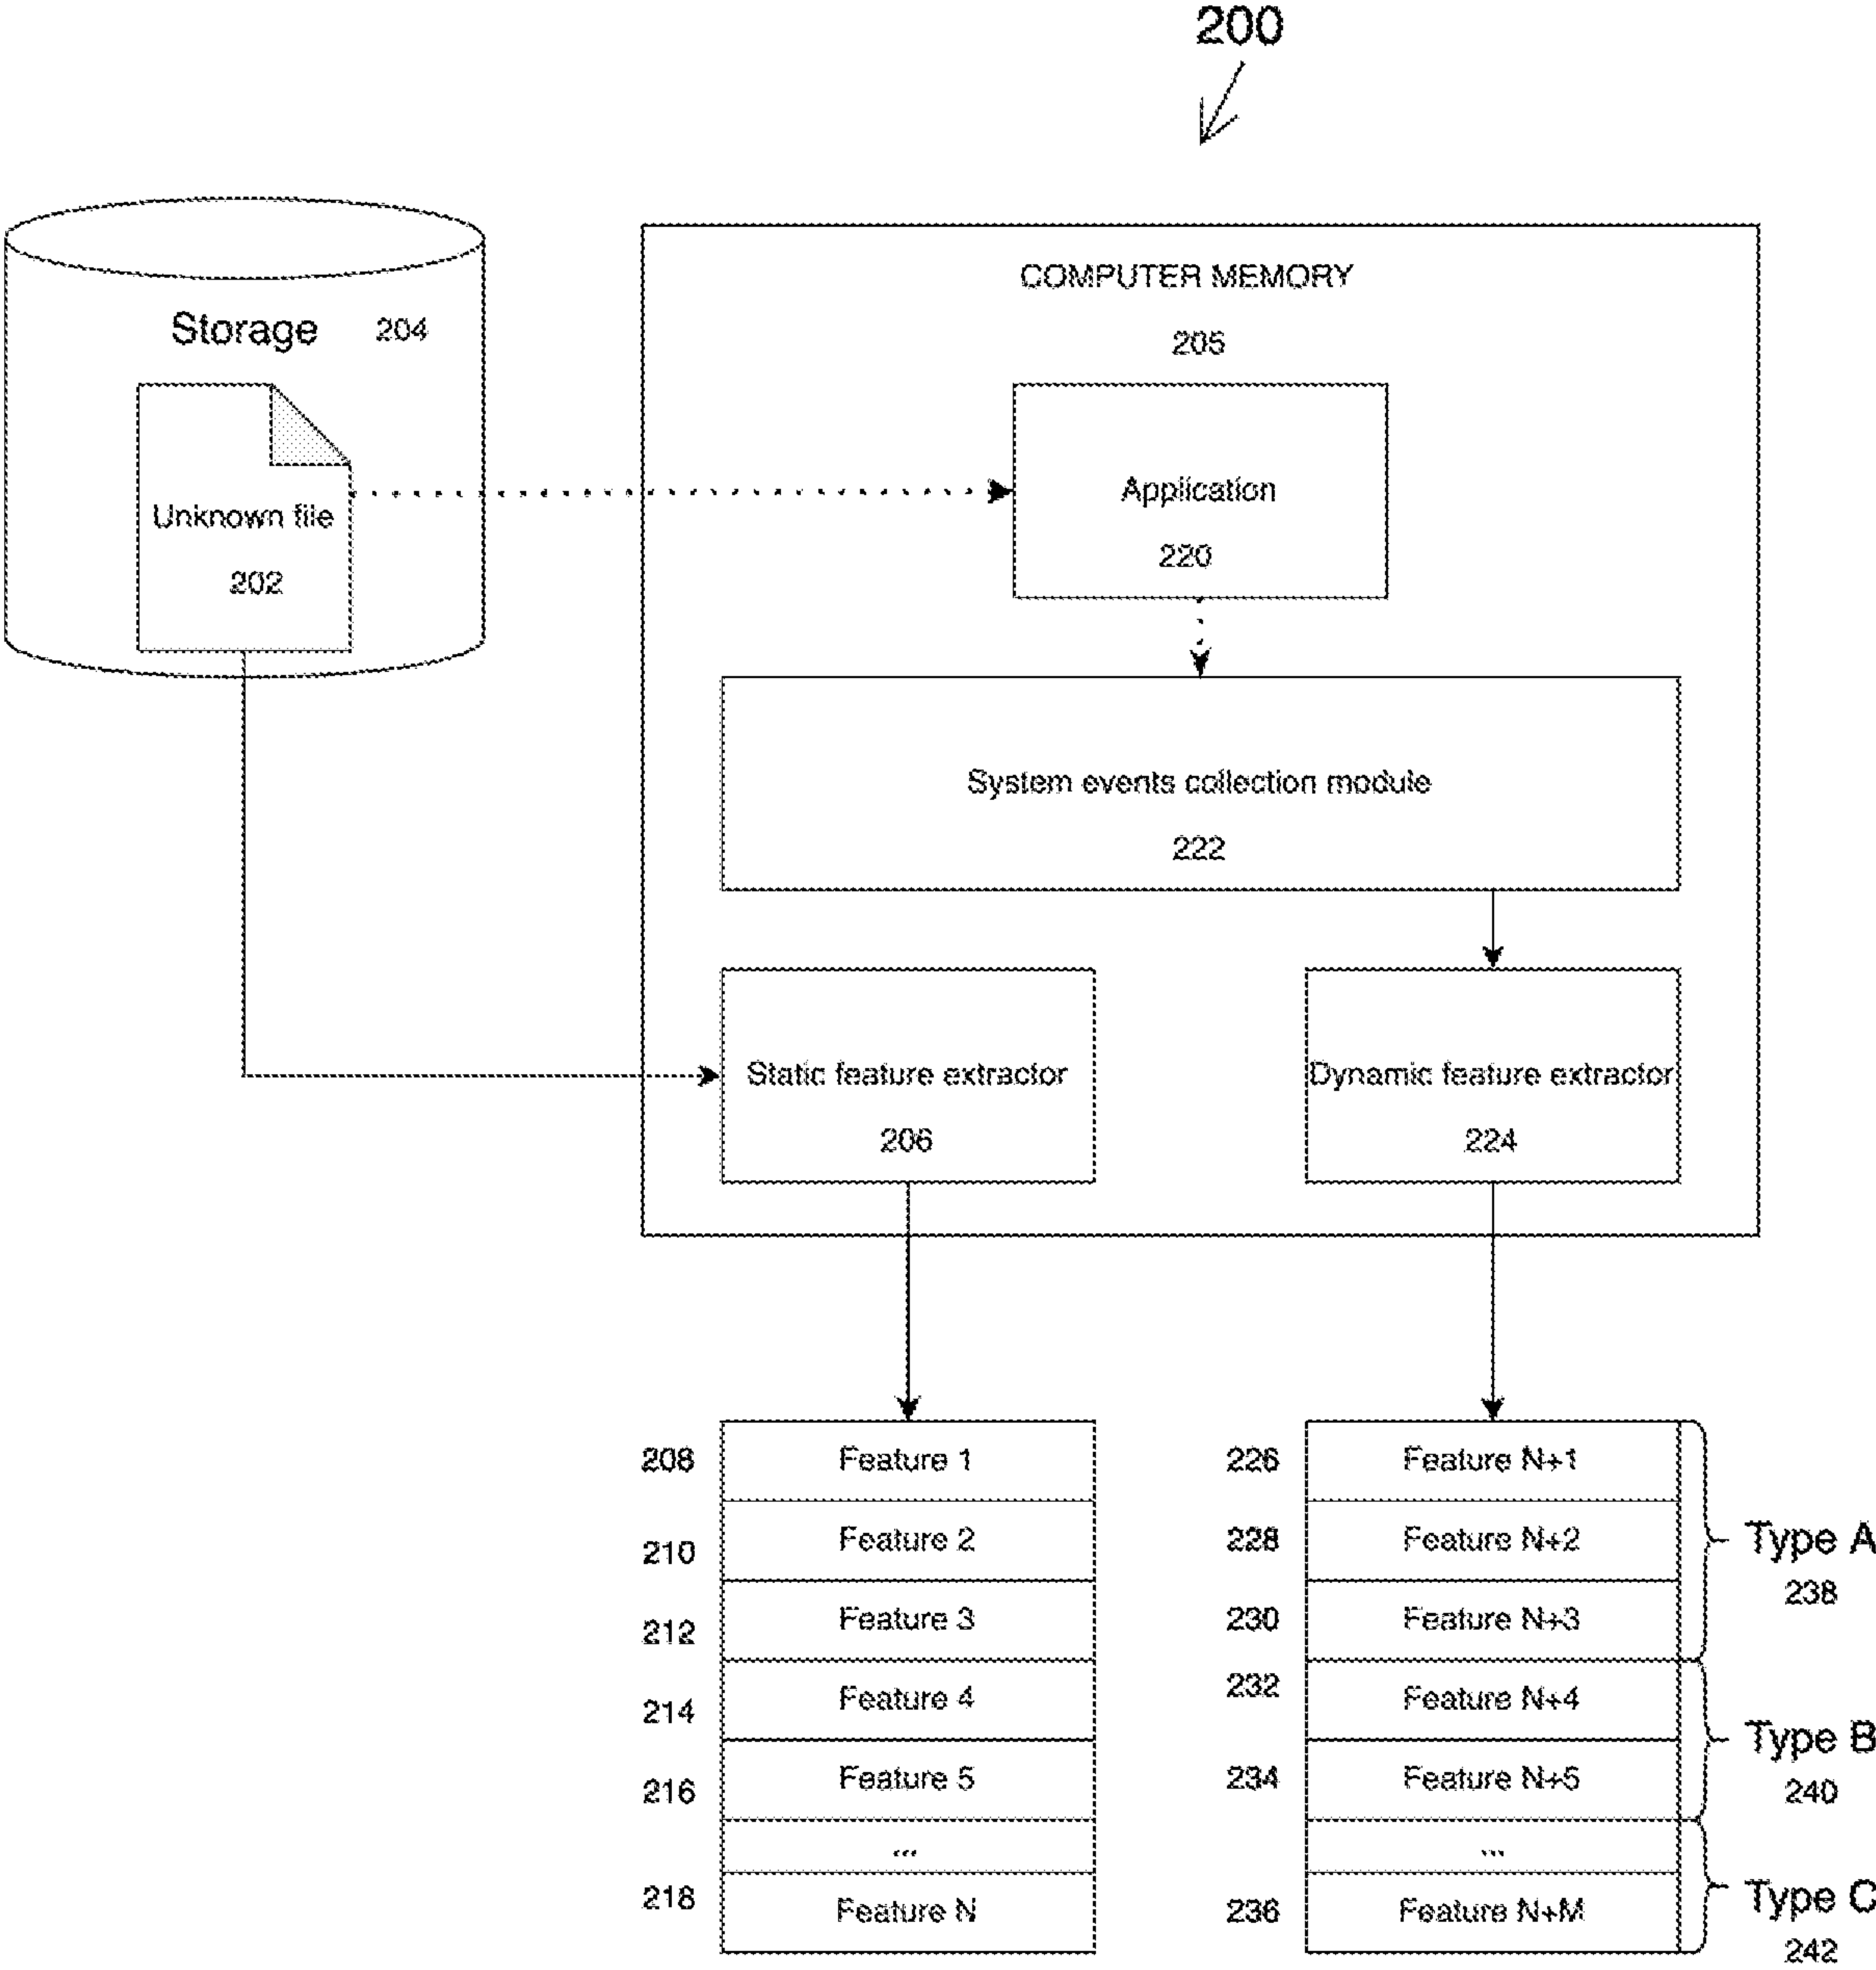 200
Storage 204
Unknown file
202
COMPUTER MEMORY
205
Application
220
System events collection module
222
Static feature extractor
206
Dynamic feature extractor
224
208 Feature 1
210 Feature 2
212 Feature 3
214 Feature 4
216 Feature 5
...
218 Feature N
226 Feature N+1
228 Feature N+2
230 Feature N+3
232 Feature N+4
234 Feature N+5
...
236 Feature N+M
Type A
238
Type B
240
Type C
242